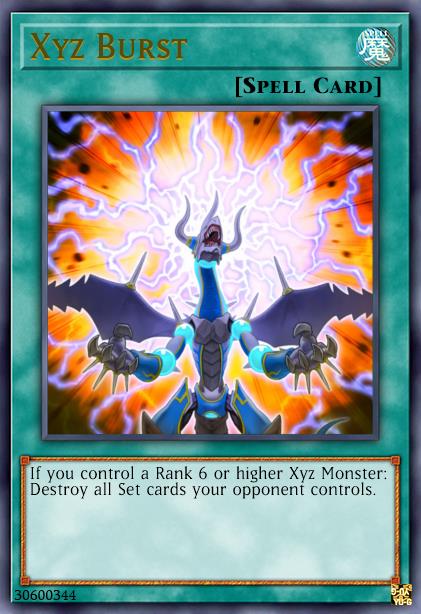 Xyz Burst
SPELL
魔
[Spell Card]
If you control a Rank 6 or higher Xyz Monster:
Destroy all Set cards your opponent controls.
30600344